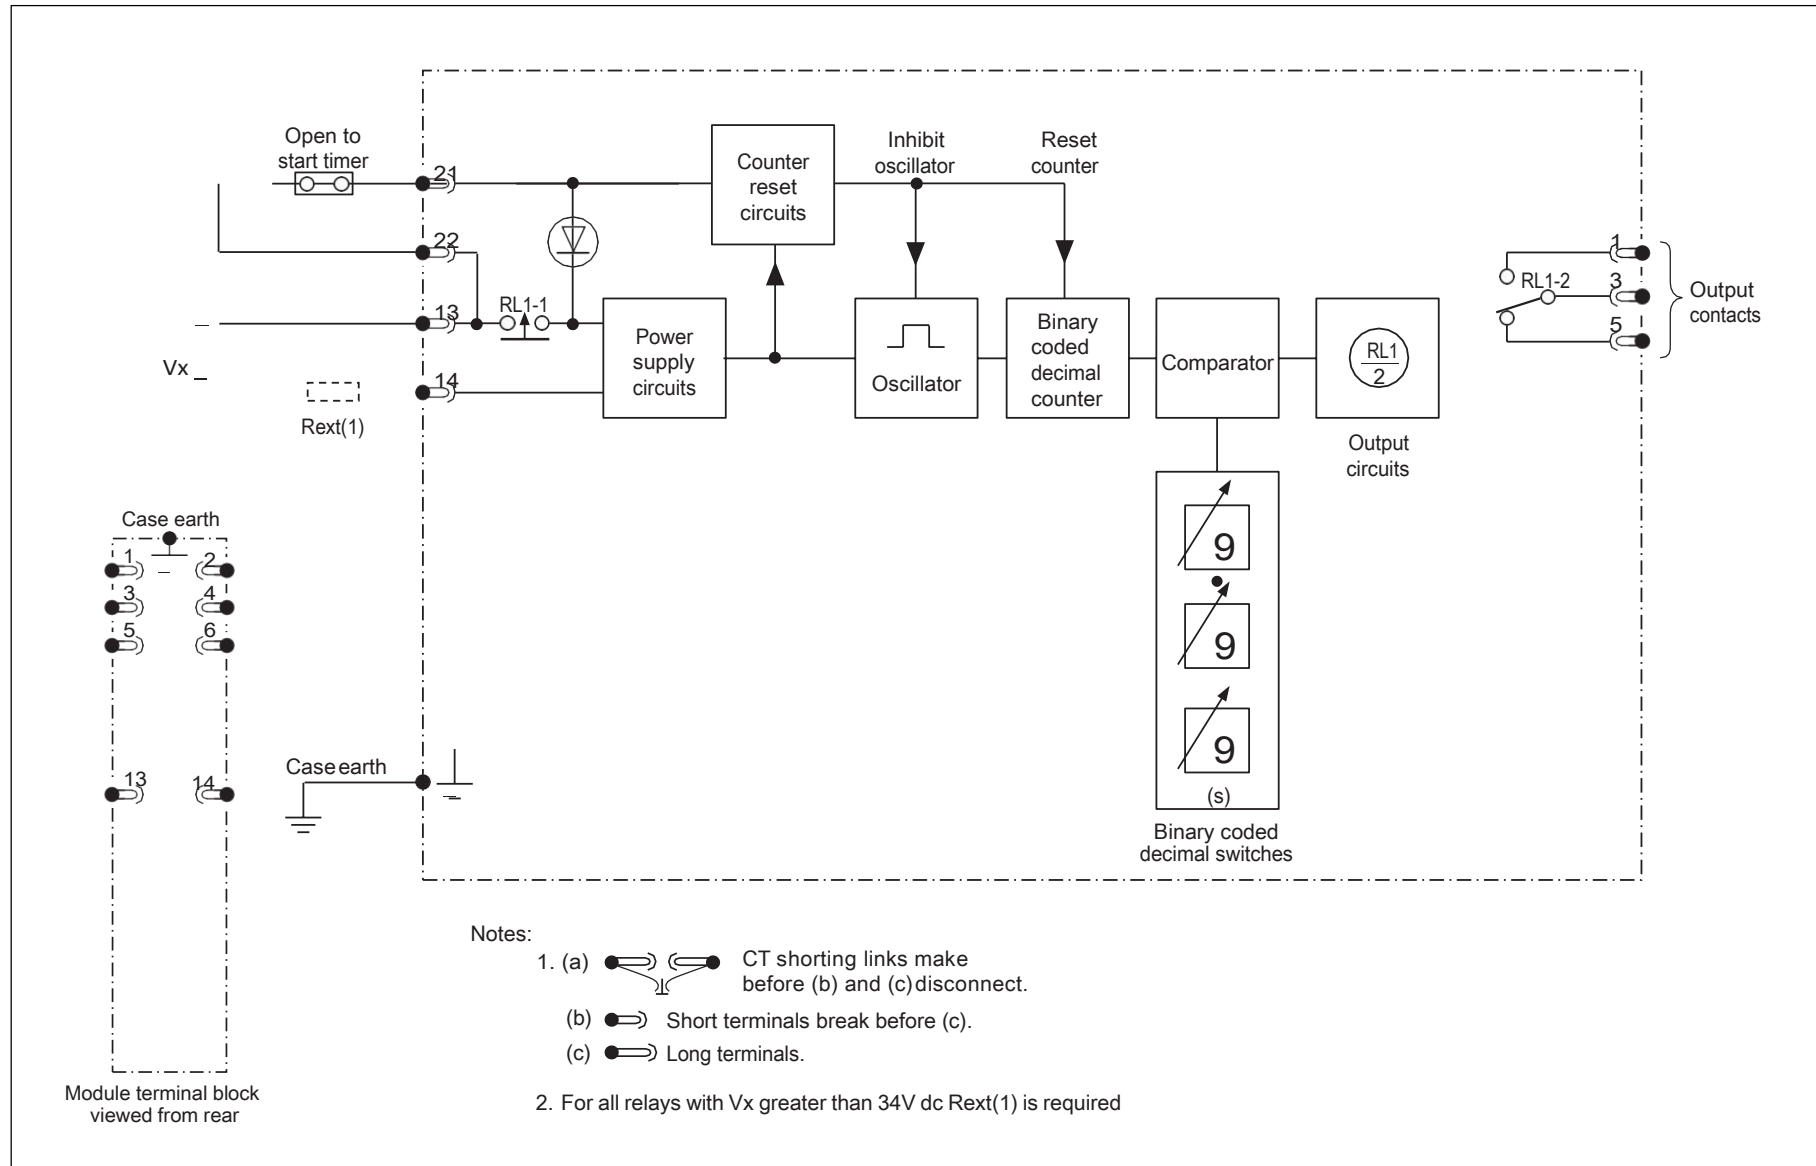 Open to
start timer
21
22
13
14
RL1-1
Vx
Rext(1)
Counter
reset
circuits
Inhibit
oscillator
Reset
counter
Power
supply
circuits
Oscillator
Binary
coded
decimal
counter
Comparator
RL1
2
Output
circuits
RL1-2
1
3
5
Output
contacts
9
9
9
(s)
Binary coded
decimal switches
Case earth
1 2
3 4
5 6
13 14
Module terminal block
viewed from rear
Case earth
Notes:
1. (a) CT shorting links make
before (b) and (c) disconnect.
(b) Short terminals break before (c).
(c) Long terminals.
2. For all relays with Vx greater than 34V dc Rext(1) is required